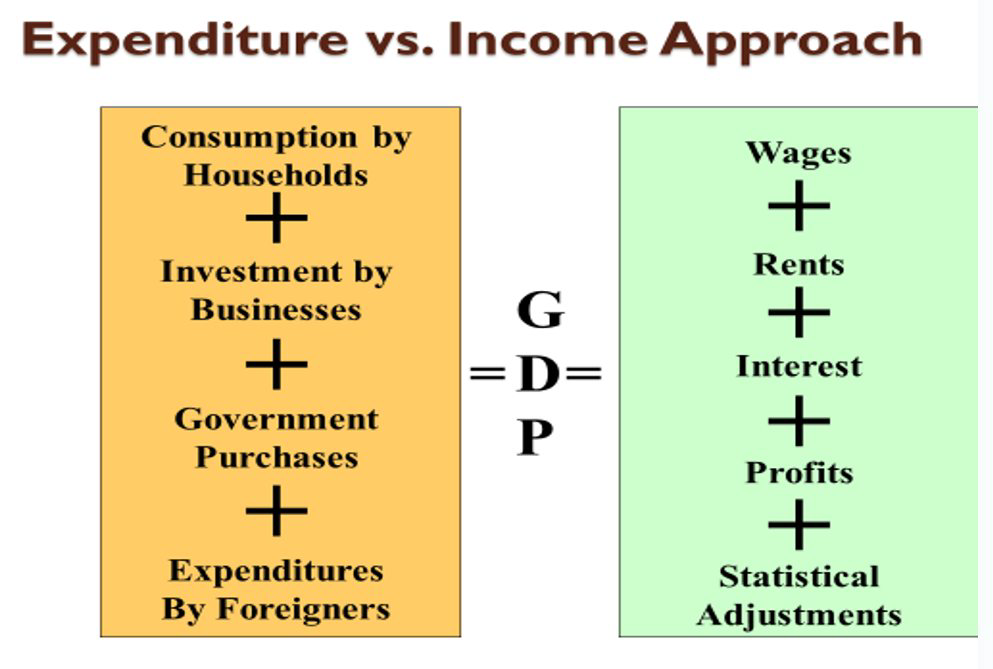 Expenditure vs. Income Approach
Consumption by
Households
+
Investment by
Businesses
+
Government
Purchases
+
Expenditures
By Foreigners
=
G
D
P
=
Wages
+
Rents
+
Interest
+
Profits
+
Statistical
Adjustments